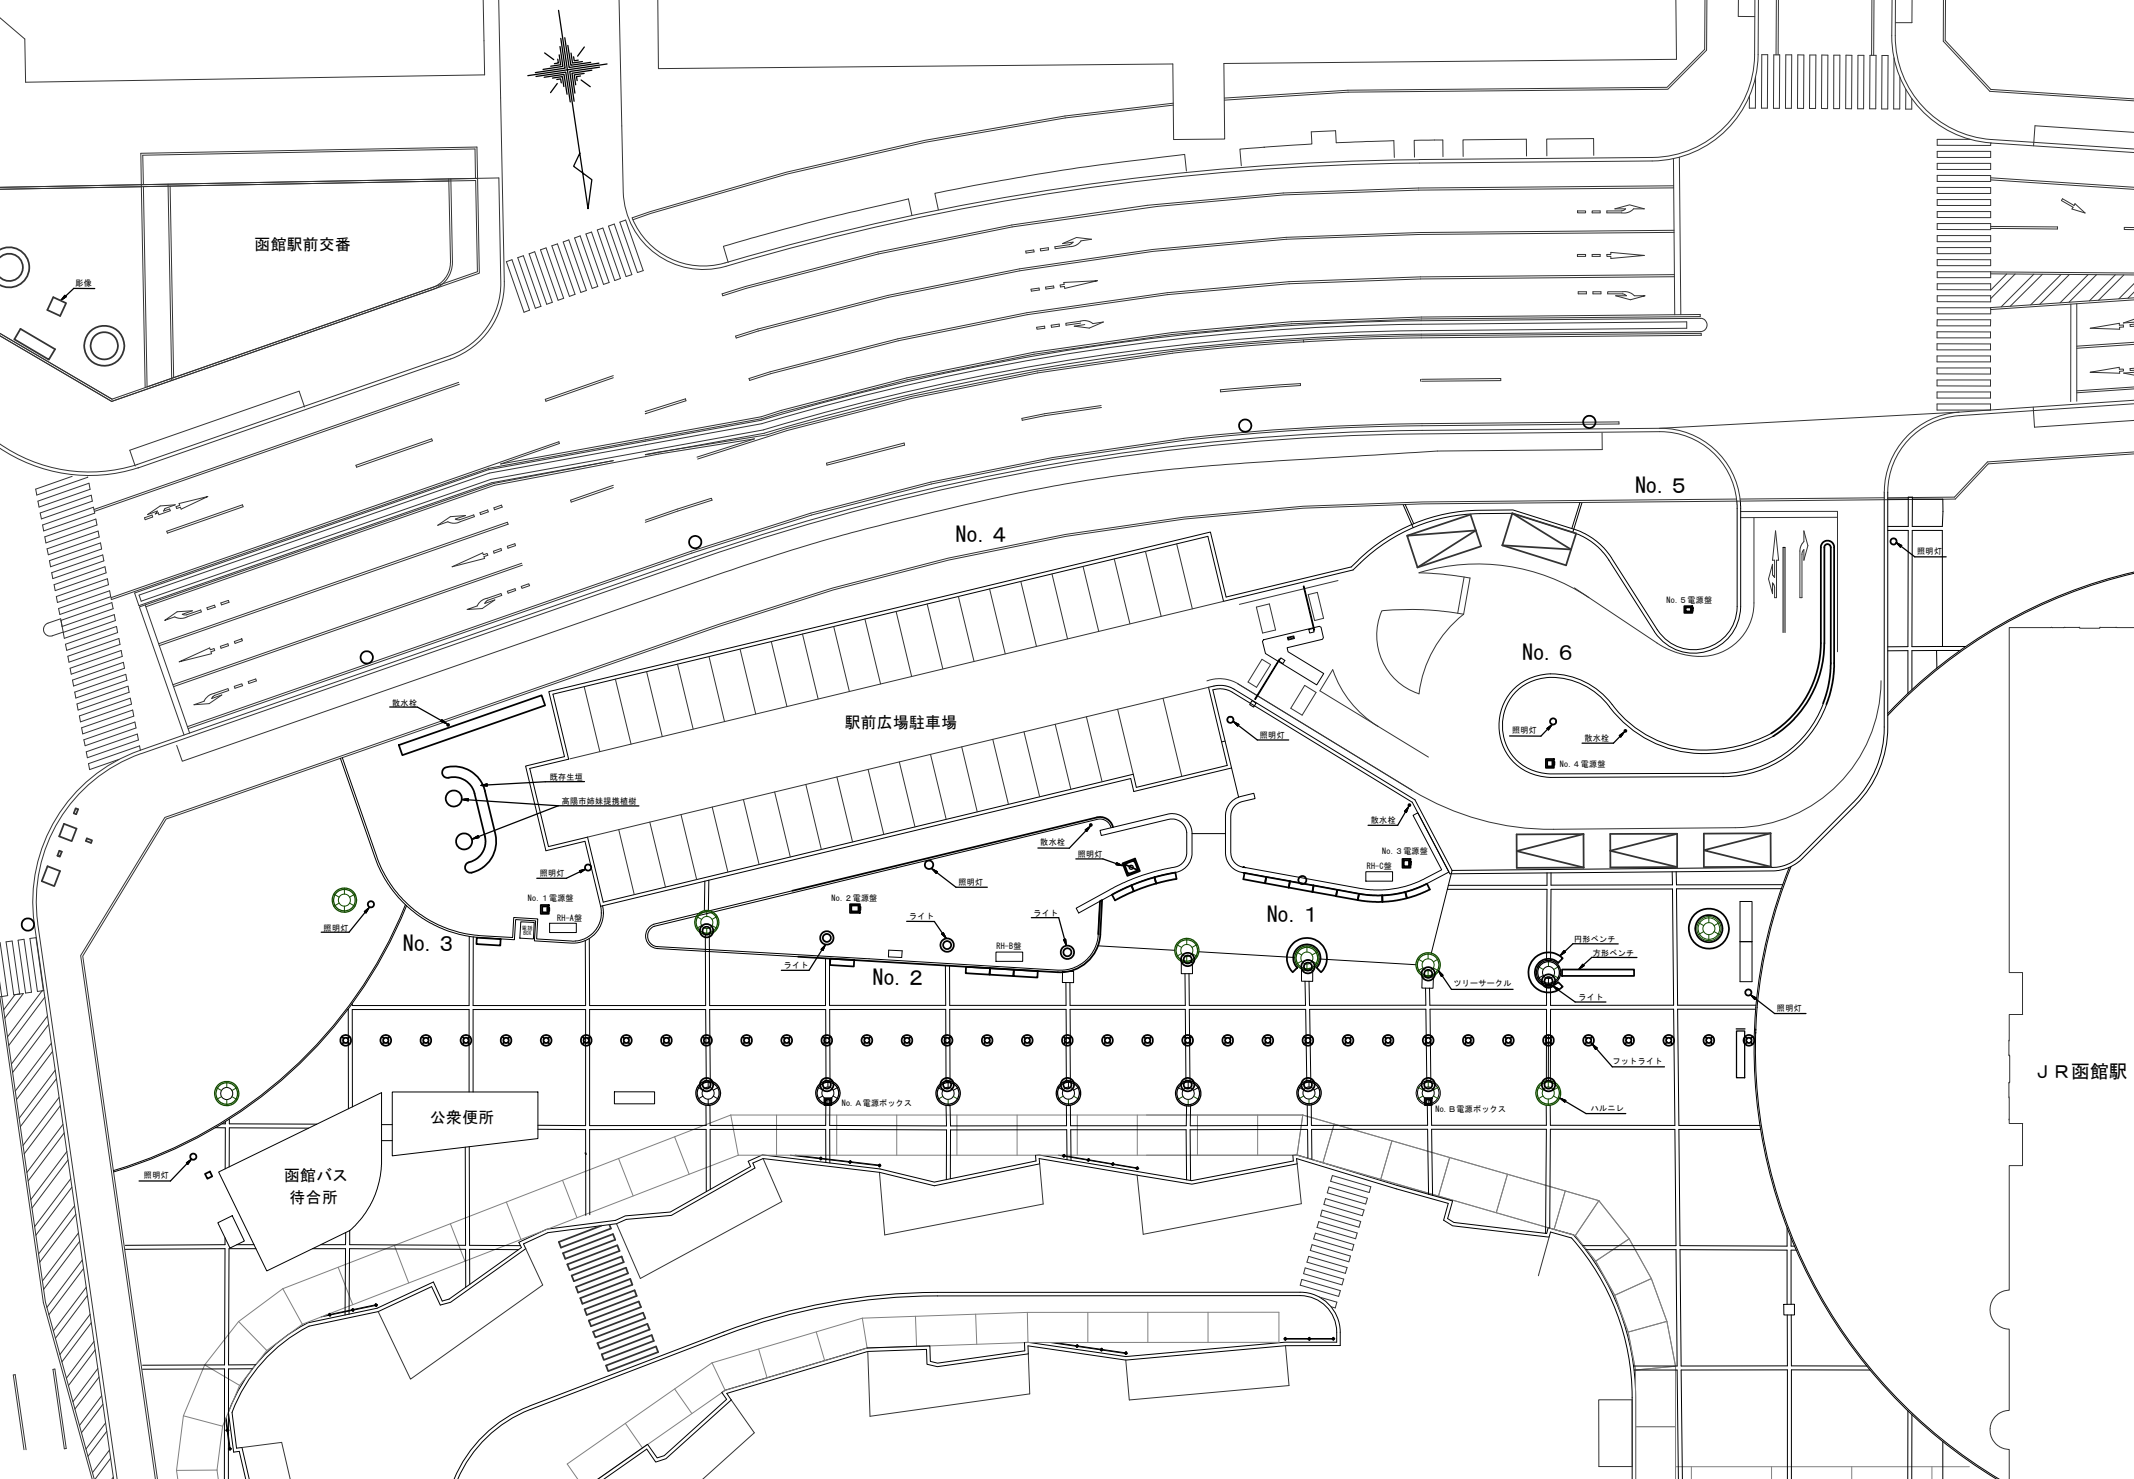 函館駅前交番
彫像
No. 5
No. 4
照明灯
No. 5 電源盤
No. 6
散水栓
駅前広場駐車場
照明灯
照明灯
散水栓
No. 4 電源盤
既存生垣
高陽市姉妹提携植樹
散水栓
散水栓
照明灯
No. 3 電源盤
RH-C盤
照明灯
照明灯
No. 1 電源盤
RH-A盤
No. 2 電源盤
ライト
ライト
No. 1
照明灯
No. 3
RH-B盤
円形ベンチ
方形ベンチ
ライト
No. 2
ツリーサークル
ライト
照明灯
フットライト
JR函館駅
No. A 電源ボックス
No. B 電源ボックス
ハルニレ
公衆便所
照明灯
函館バス
待合所